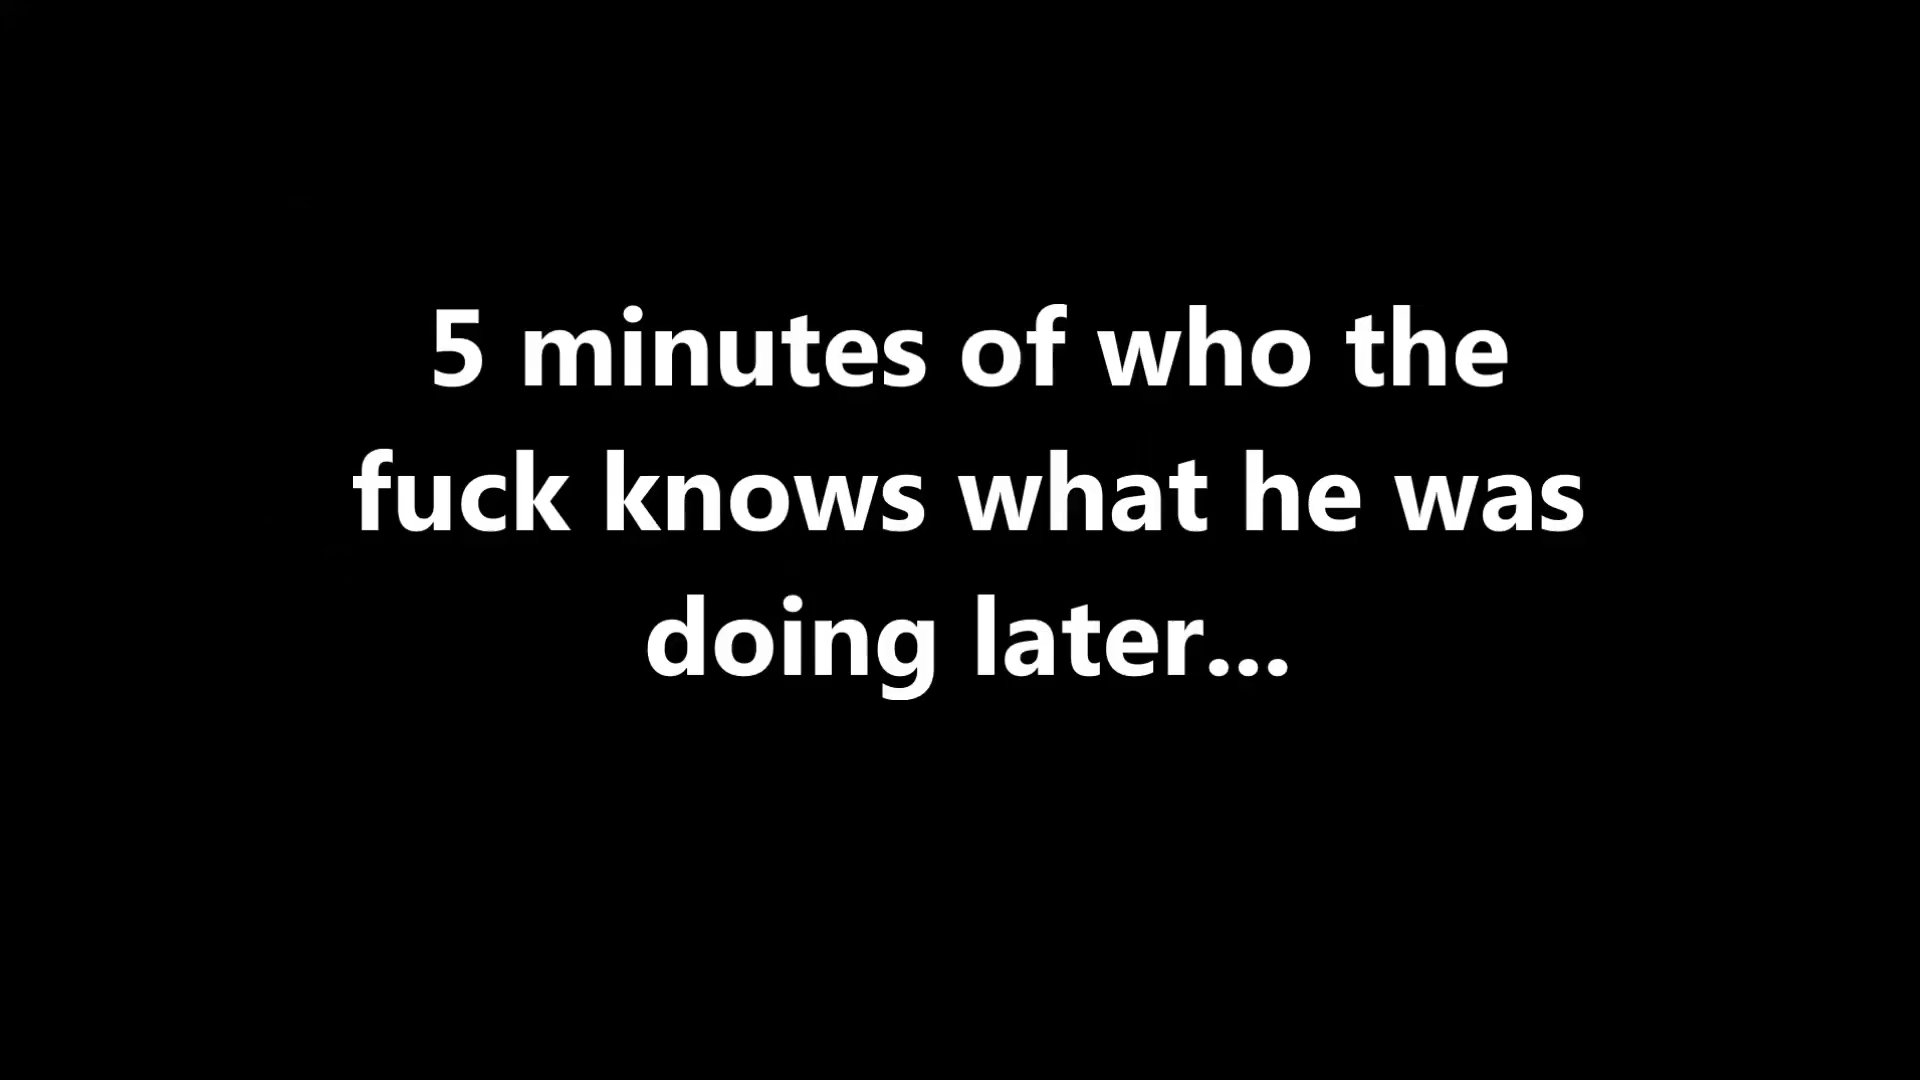 5 minutes of who the
fuck knows what he was
doing later...